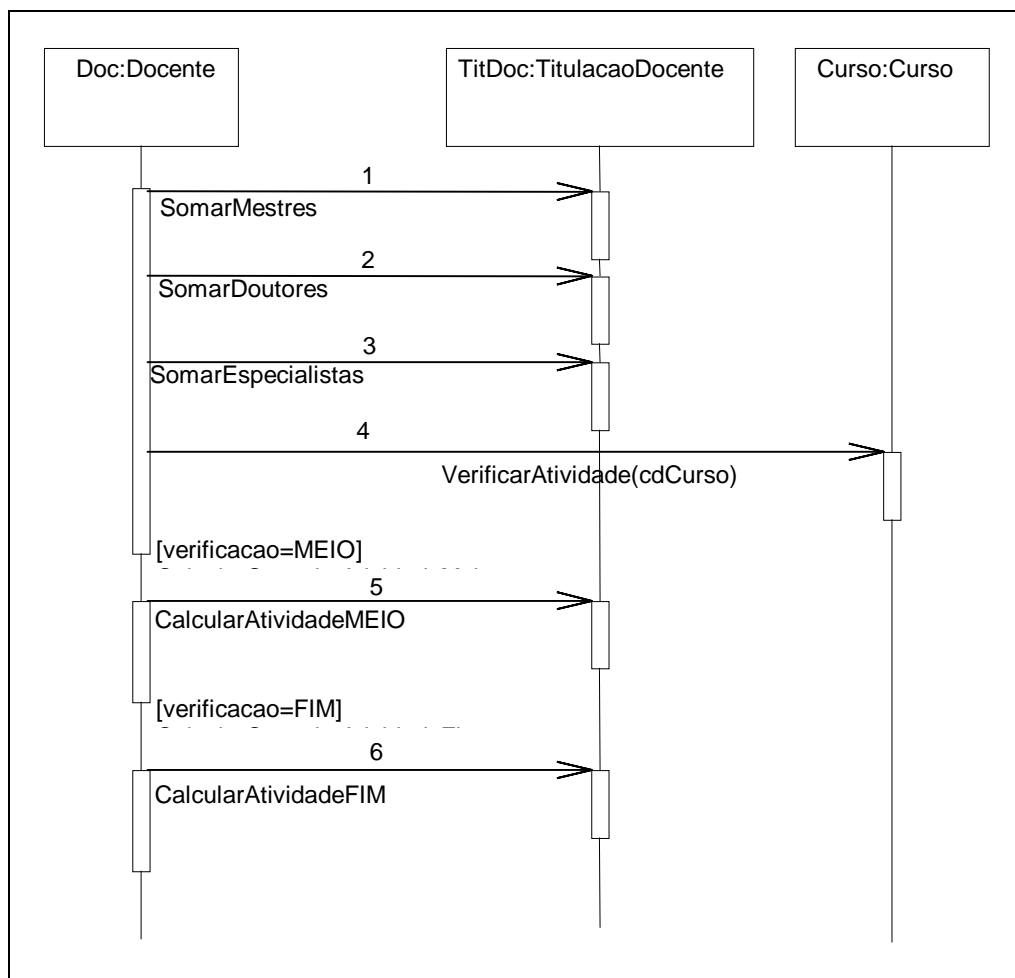 Doc:Docente
TitDoc:TitulacaoDocente
Curso:Curso
1
SomarMestres
2
SomarDoutores
3
SomarEspecialistas
4
VerificarAtividade(cdCurso)
[verificacao=MEIO]
5
CalcularAtividadeMEIO
[verificacao=FIM]
6
CalcularAtividadeFIM